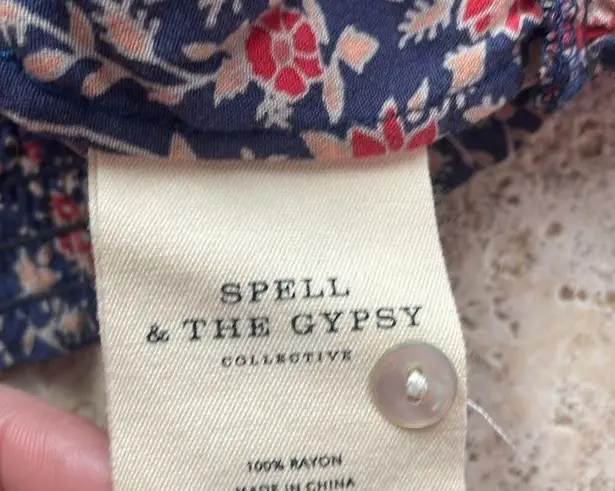 SPELL
& THE GYPSY
COLLECTIVE
100% RAYON
MADE IN CHINA